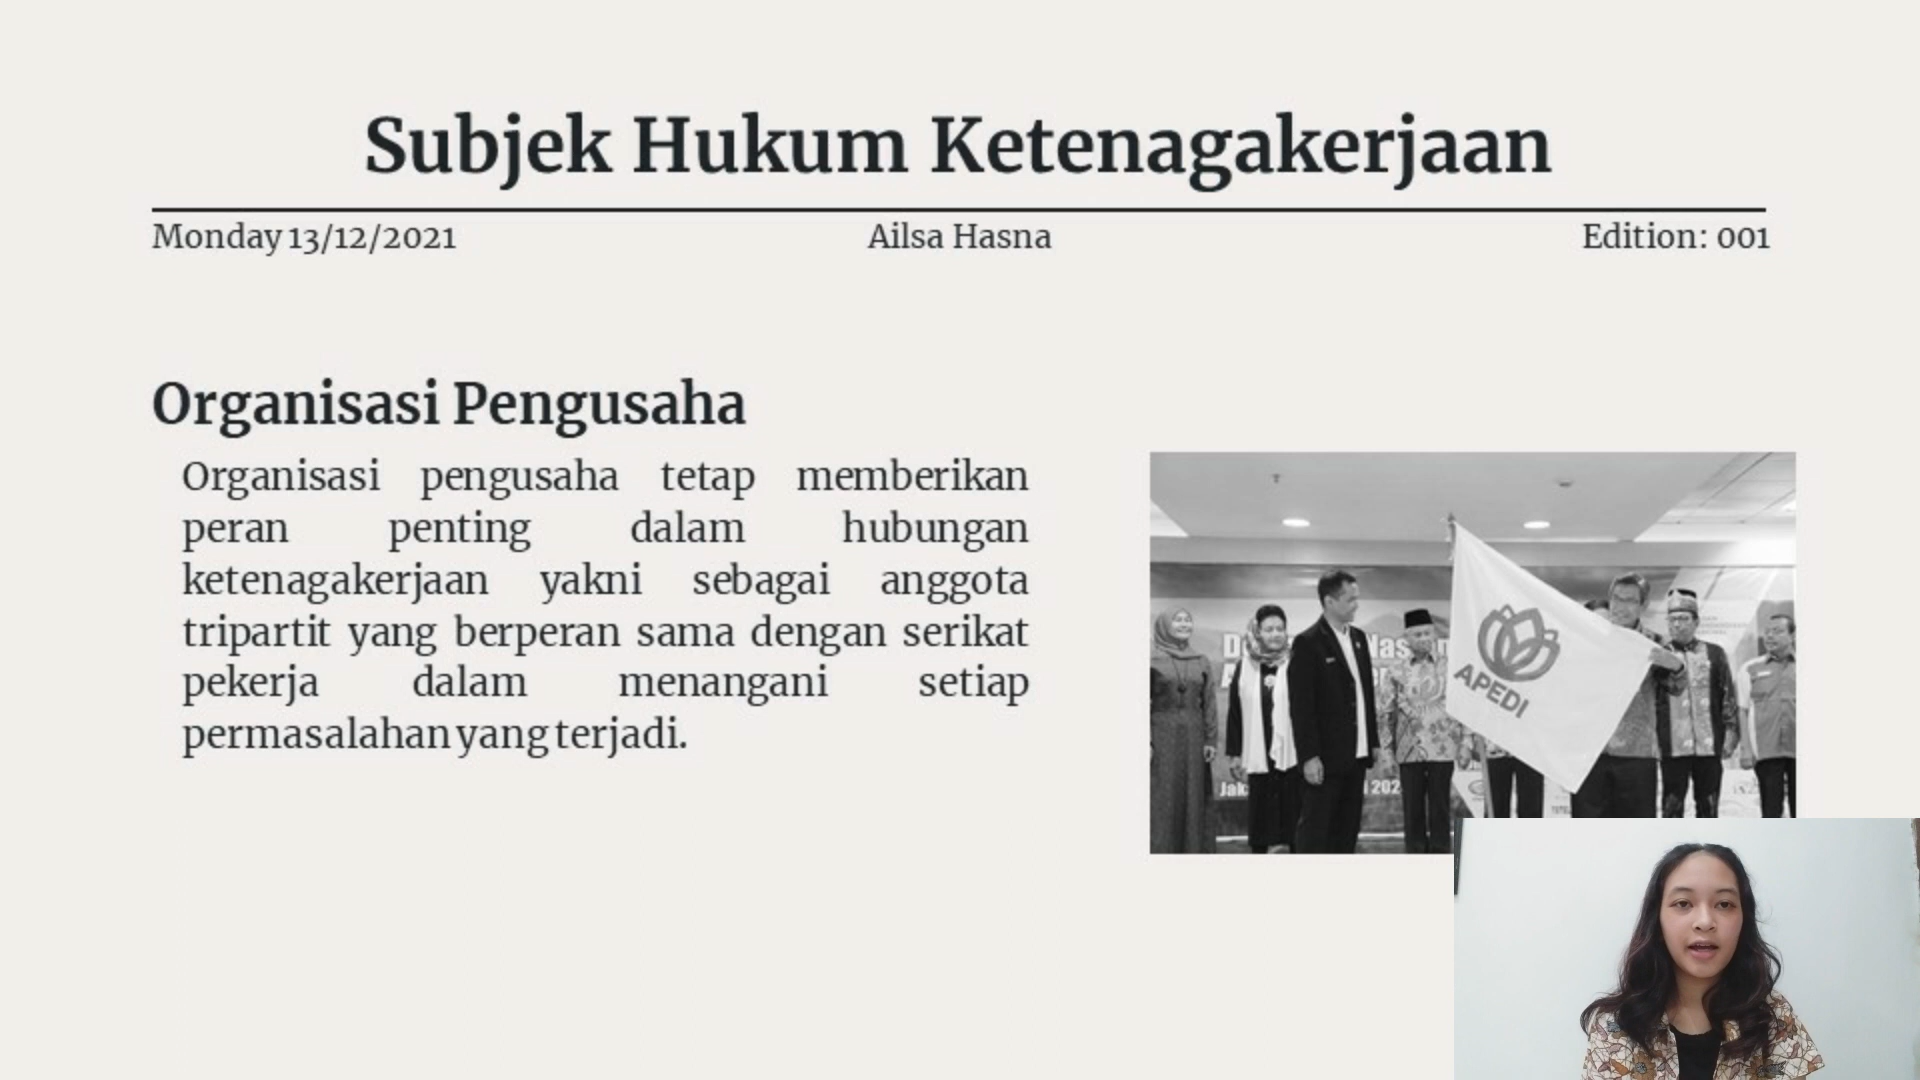 Subjek Hukum Ketenagakerjaan
Monday 13/12/2021
Ailsa Hasna
Edition: 001
Organisasi Pengusaha
Organisasi pengusaha tetap memberikan
peran penting dalam hubungan
ketenagakerjaan yakni sebagai anggota
tripartit yang berperan sama dengan serikat
pekerja dalam menangani setiap
permasalahan yang terjadi.
APEDI